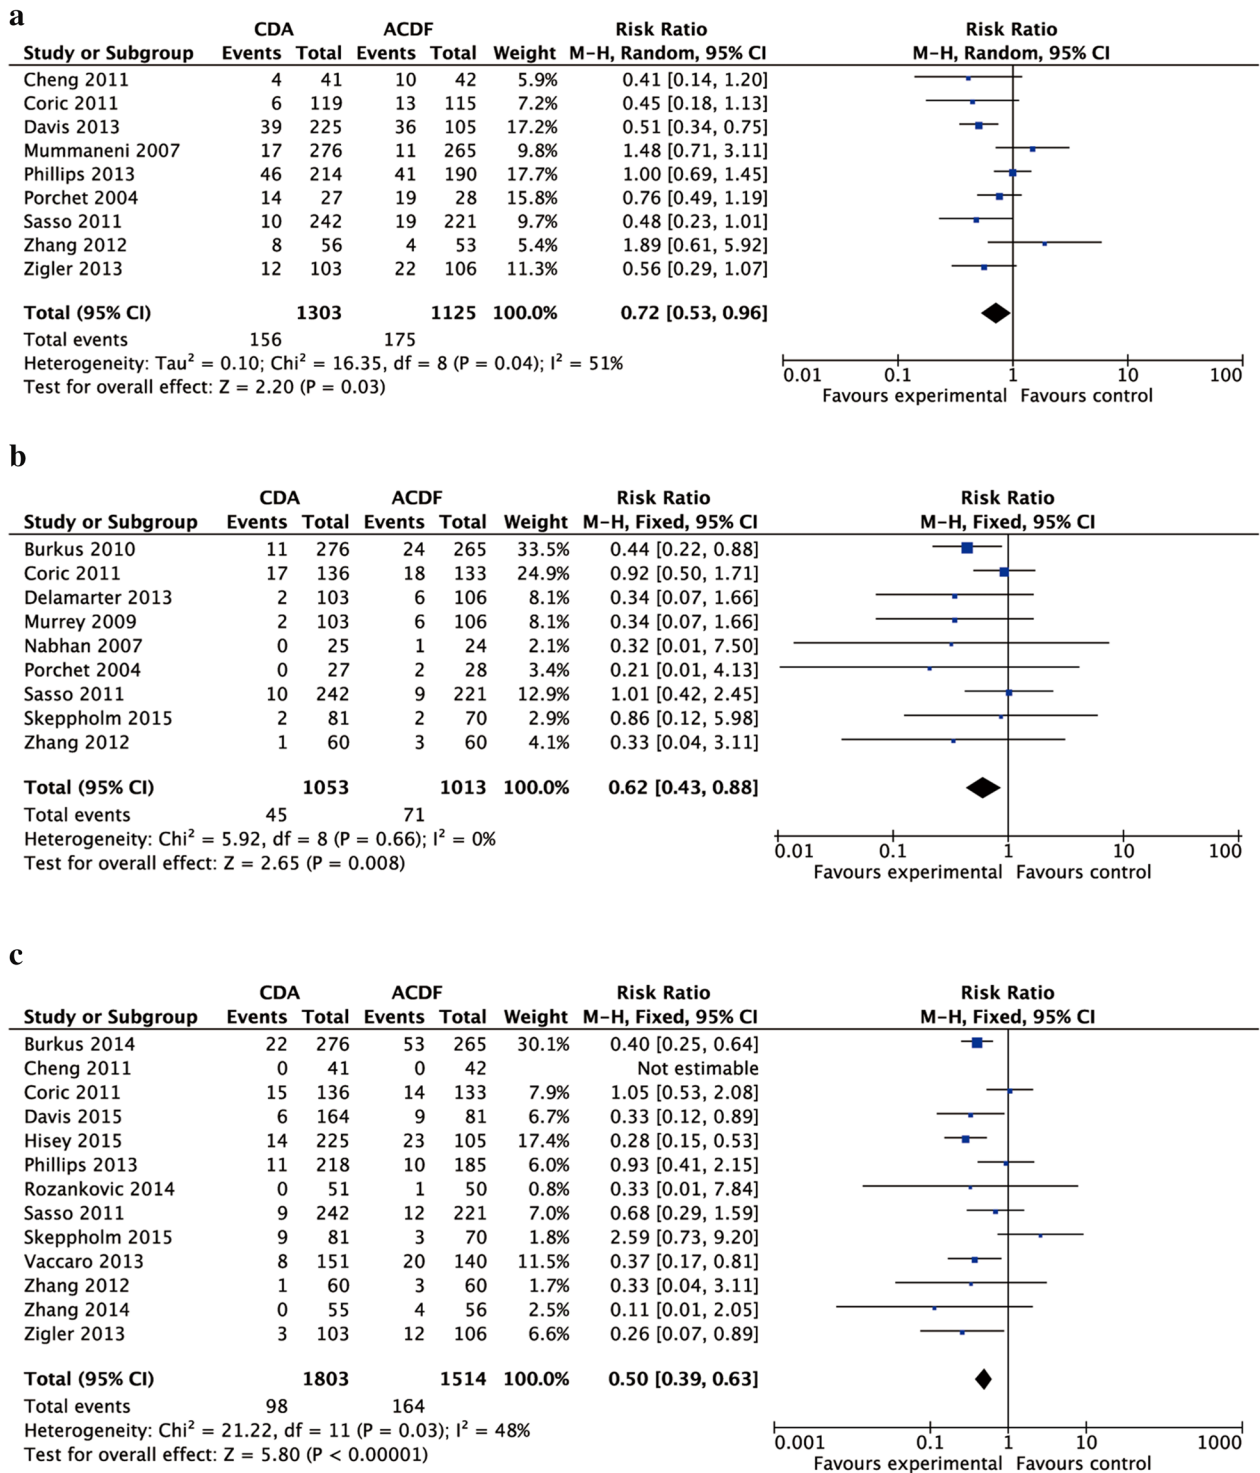 a
CDA ACDF Risk Ratio Risk Ratio
Study or Subgroup Events Total Events Total Weight M-H, Random, 95% CI M-H, Random, 95% CI
Cheng 2011 4 41 10 42 5.9% 0.41 [0.14, 1.20]
Coric 2011 6 119 13 115 7.2% 0.45 [0.18, 1.13]
Davis 2013 39 225 36 105 17.2% 0.51 [0.34, 0.75]
Mummaneni 2007 17 276 11 265 9.8% 1.48 [0.71, 3.11]
Phillips 2013 46 214 41 190 17.7% 1.00 [0.69, 1.45]
Porchet 2004 14 27 19 28 15.8% 0.76 [0.49, 1.19]
Sasso 2011 10 242 19 221 9.7% 0.48 [0.23, 1.01]
Zhang 2012 8 56 4 53 5.4% 1.89 [0.61, 5.92]
Zigler 2013 12 103 22 106 11.3% 0.56 [0.29, 1.07]
Total (95% CI) 1303 1125 100.0% 0.72 [0.53, 0.96]
Total events 156 175
Heterogeneity: Tau² = 0.10; Chi² = 16.35, df = 8 (P = 0.04); I² = 51%
Test for overall effect: Z = 2.20 (P = 0.03)
0.01 0.1 1 10 100
Favours experimental Favours control
b
CDA ACDF Risk Ratio Risk Ratio
Study or Subgroup Events Total Events Total Weight M-H, Fixed, 95% CI M-H, Fixed, 95% CI
Burkus 2010 11 276 24 265 33.5% 0.44 [0.22, 0.88]
Coric 2011 17 136 18 133 24.9% 0.92 [0.50, 1.71]
Delamarter 2013 2 103 6 106 8.1% 0.34 [0.07, 1.66]
Murrey 2009 2 103 6 106 8.1% 0.34 [0.07, 1.66]
Nabhan 2007 0 25 1 24 2.1% 0.32 [0.01, 7.50]
Porchet 2004 0 27 2 28 3.4% 0.21 [0.01, 4.13]
Sasso 2011 10 242 9 221 12.9% 1.01 [0.42, 2.45]
Skeppholm 2015 2 81 2 70 2.9% 0.86 [0.12, 5.98]
Zhang 2012 1 60 3 60 4.1% 0.33 [0.04, 3.11]
Total (95% CI) 1053 1013 100.0% 0.62 [0.43, 0.88]
Total events 45 71
Heterogeneity: Chi² = 5.92, df = 8 (P = 0.66); I² = 0%
Test for overall effect: Z = 2.65 (P = 0.008)
0.01 0.1 1 10 100
Favours experimental Favours control
c
CDA ACDF Risk Ratio Risk Ratio
Study or Subgroup Events Total Events Total Weight M-H, Fixed, 95% CI M-H, Fixed, 95% CI
Burkus 2014 22 276 53 265 30.1% 0.40 [0.25, 0.64]
Cheng 2011 0 41 0 42 Not estimable
Coric 2011 15 136 14 133 7.9% 1.05 [0.53, 2.08]
Davis 2015 6 164 9 81 6.7% 0.33 [0.12, 0.89]
Hisey 2015 14 225 23 105 17.4% 0.28 [0.15, 0.53]
Phillips 2013 11 218 10 185 6.0% 0.93 [0.41, 2.15]
Rozankovic 2014 0 51 1 50 0.8% 0.33 [0.01, 7.84]
Sasso 2011 9 242 12 221 7.0% 0.68 [0.29, 1.59]
Skeppholm 2015 9 81 3 70 1.8% 2.59 [0.73, 9.20]
Vaccaro 2013 8 151 20 140 11.5% 0.37 [0.17, 0.81]
Zhang 2012 1 60 3 60 1.7% 0.33 [0.04, 3.11]
Zhang 2014 0 55 4 56 2.5% 0.11 [0.01, 2.05]
Zigler 2013 3 103 12 106 6.6% 0.26 [0.07, 0.89]
Total (95% CI) 1803 1514 100.0% 0.50 [0.39, 0.63]
Total events 98 164
Heterogeneity: Chi² = 21.22, df = 11 (P = 0.03); I² = 48%
Test for overall effect: Z = 5.80 (P < 0.00001)
0.001 0.1 1 10 1000
Favours experimental Favours control